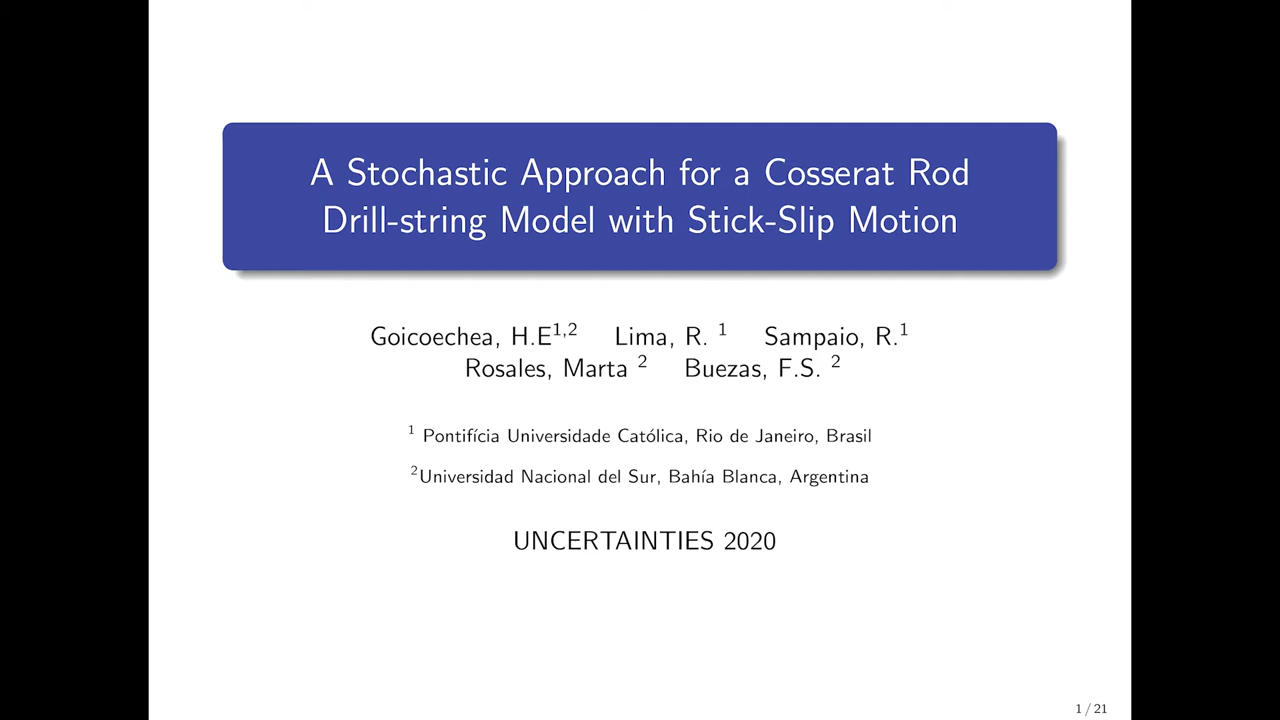 A Stochastic Approach for a Cosserat Rod
Drill-string Model with Stick-Slip Motion
Goicoechea, H.E1,2 Lima, R. 1 Sampaio, R.1
Rosales, Marta 2 Buezas, F.S. 2
1 Pontifícia Universidade Católica, Rio de Janeiro, Brasil
2Universidad Nacional del Sur, Bahía Blanca, Argentina
UNCERTAINTIES 2020
1 / 21